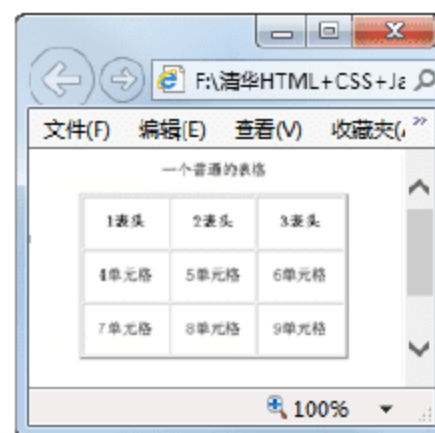 F:\清华HTML+CSS+Ja
文件(F) 编辑(E) 查看(V) 收藏夹(
一个普通的表格
1表头 2表头 3表头
4单元格 5单元格 6单元格
7单元格 8单元格 9单元格
100%